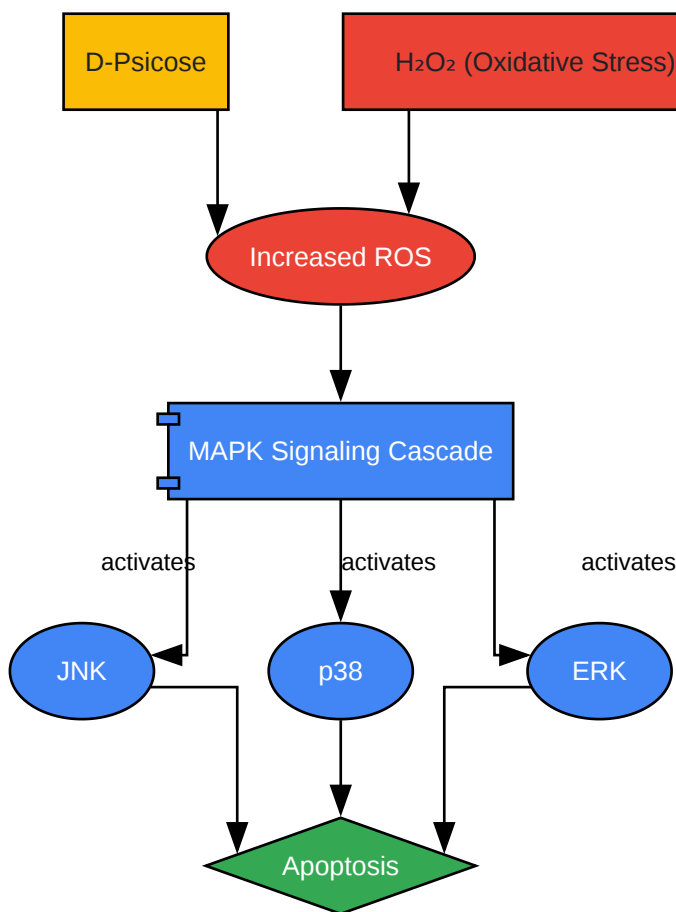 D-Psicose
H₂O₂ (Oxidative Stress)
Increased ROS
MAPK Signaling Cascade
activates
activates
activates
JNK
p38
ERK
Apoptosis